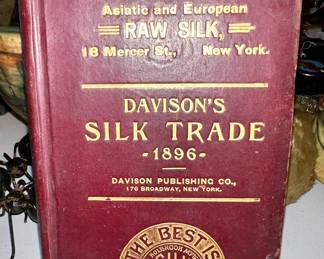 Asiatic and European
RAW SILK,
18 Mercer St., New York.
DAVISON'S
SILK TRADE
-1896-
DAVISON PUBLISHING CO.,
176 BROADWAY, NEW YORK.
THE BEST IS